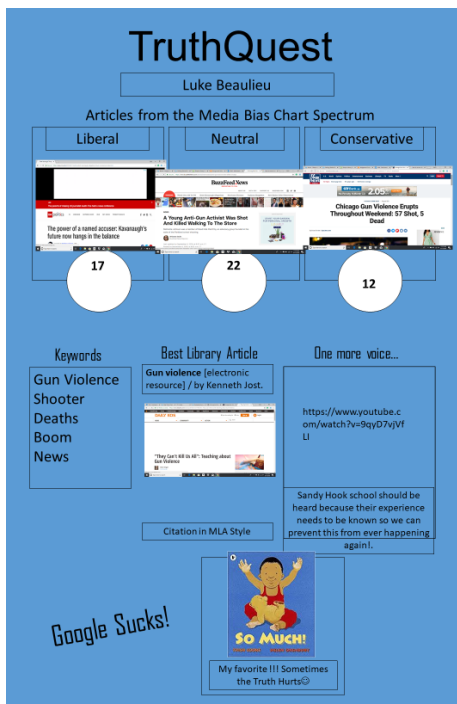 TruthQuest
Luke Beaulieu
Articles from the Media Bias Chart Spectrum
Liberal
Neutral
Conservative
The power of a named accuser: Kavanaugh's
future now hangs in the balance
BuzzFeed News
A Young Anti-Gun Activist Was Shot
And Killed Walking To The Store
Chicago Gun Violence Erupts
Throughout Weekend: 57 Shot, 5
Dead
17
22
12
Keywords
Gun Violence
Shooter
Deaths
Boom
News
Best Library Article
Gun violence [electronic
resource] / by Kenneth Jost.
"They Can't Kill Us All": Teaching about
Gun Violence
Citation in MLA Style
One more voice...
https://www.youtube.c
om/watch?v=9qyD7vjVf
LI
Sandy Hook school should be
heard because their experience
needs to be known so we can
prevent this from ever happening
again!.
Google Sucks!
So Much!
My favorite !!! Sometimes
the Truth Hurts☺